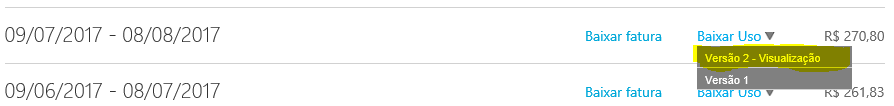 09/07/2017 - 08/08/2017 Baixar fatura Baixar Uso ▼ R$ 270,80
Versão 2 - Visualização
Versão 1
09/06/2017 - 08/07/2017 Baixar fatura Baixar Uso ▼ R$ 261,83